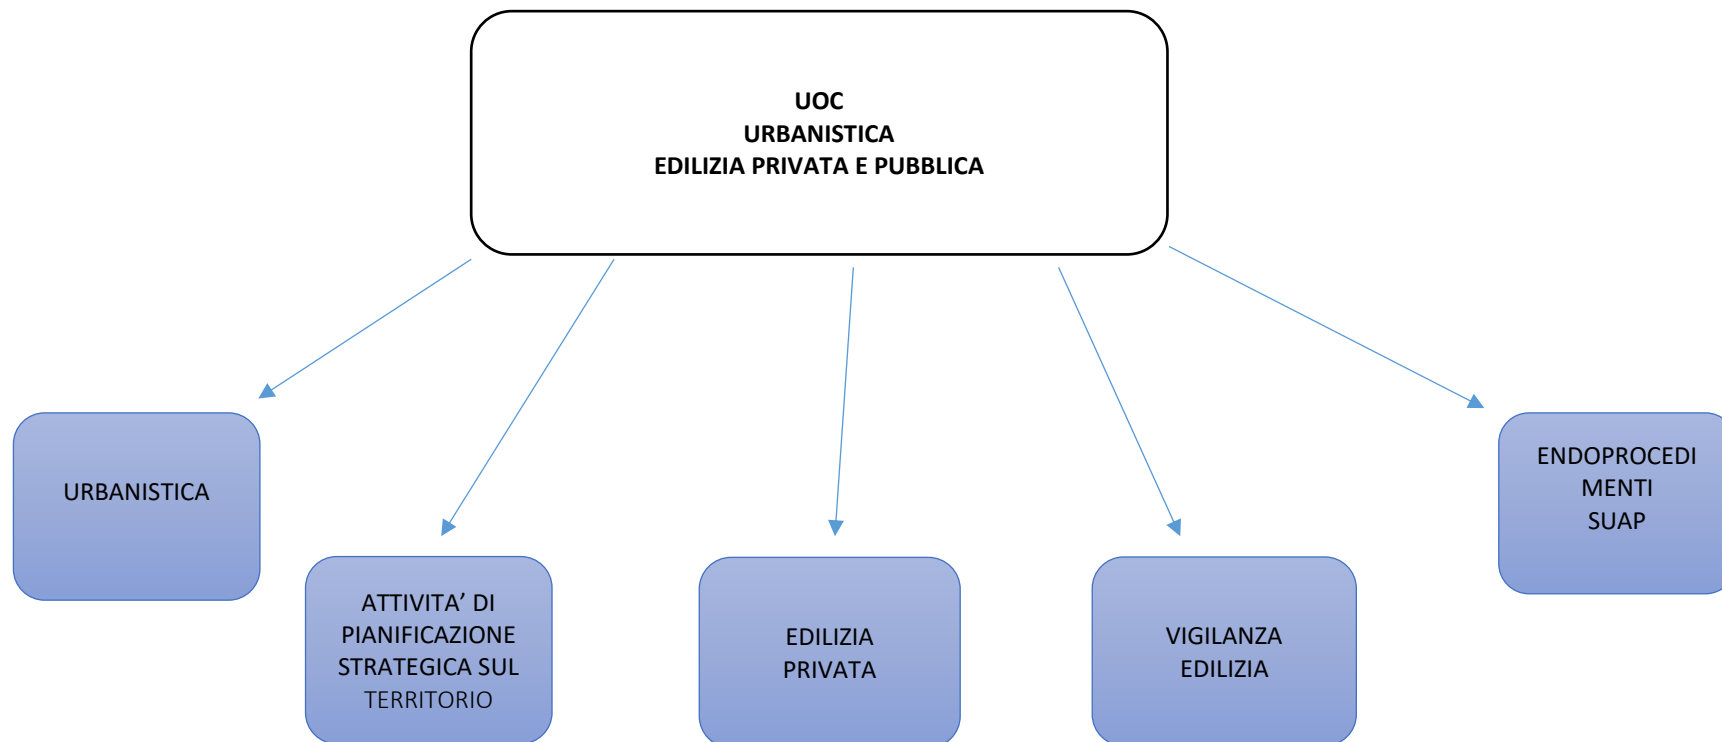 UOC
URBANISTICA
EDILIZIA PRIVATA E PUBBLICA
URBANISTICA
ATTIVITA’ DI
PIANIFICAZIONE
STRATEGICA SUL
TERRITORIO
EDILIZIA
PRIVATA
VIGILANZA
EDILIZIA
ENDOPROCEDI
MENTI
SUAP